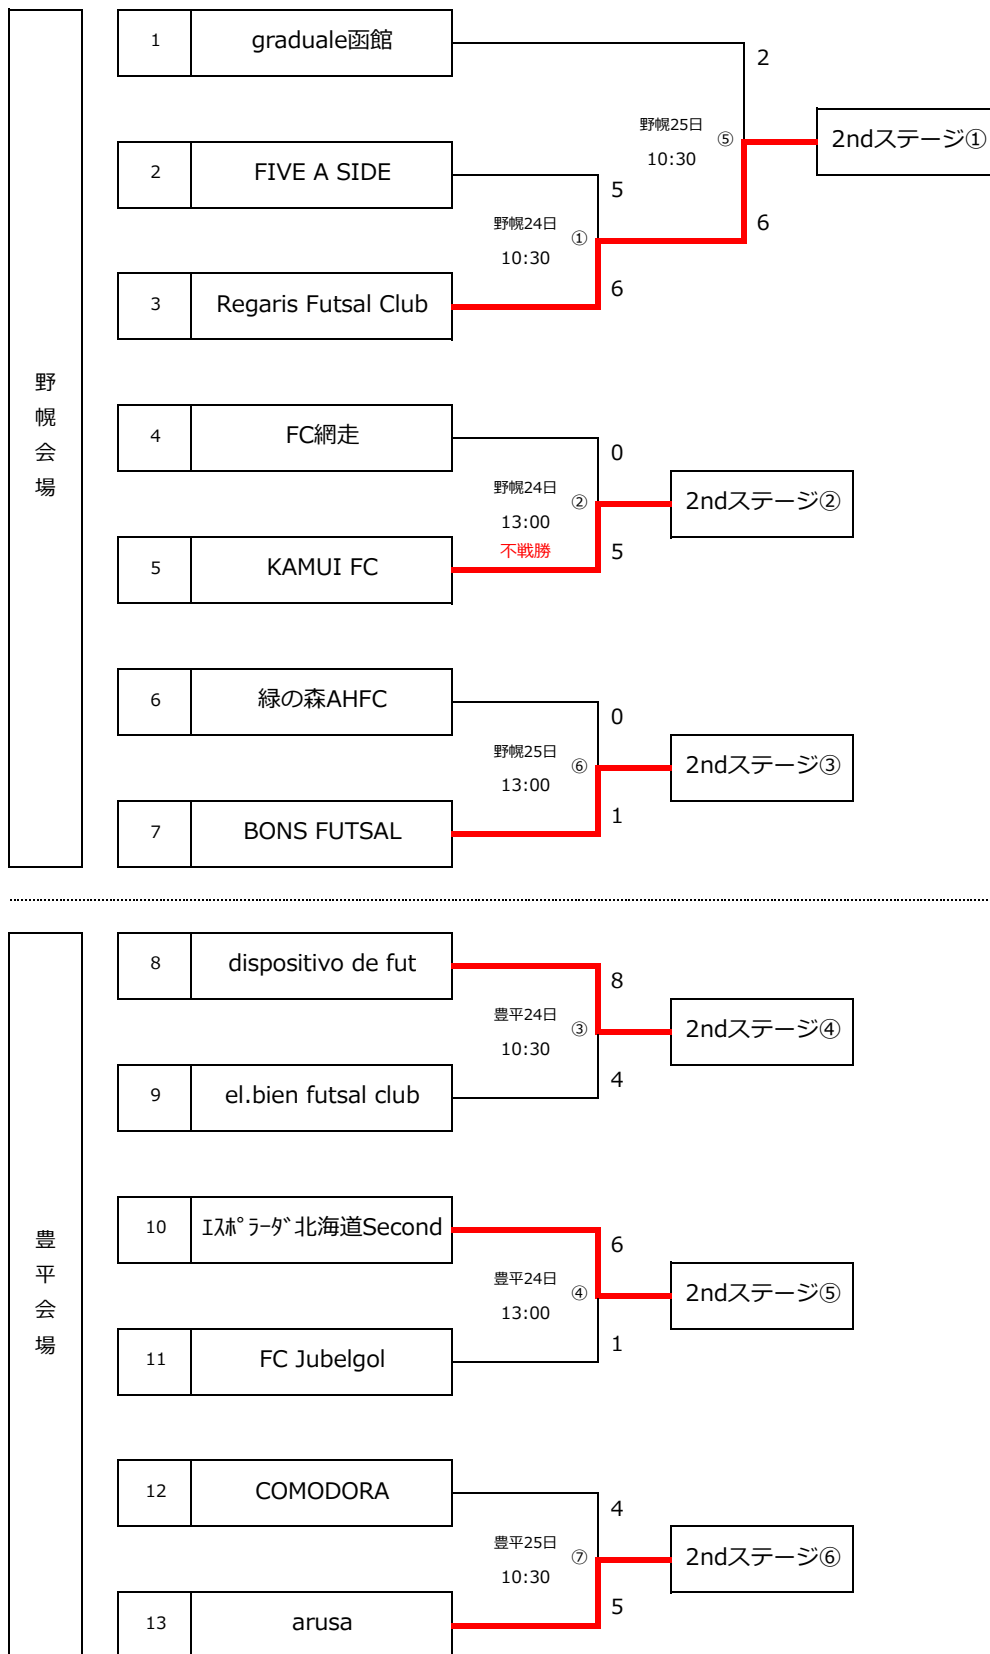 野幌会場
1 graduale函館
2
野幌25日
⑤
10:30
2ndステージ①
2 FIVE A SIDE
5
6
野幌24日
①
10:30
3 Regaris Futsal Club
6
4 FC網走
0
野幌24日
②
13:00
不戦勝
2ndステージ②
5 KAMUI FC
5
6 緑の森AHFC
0
野幌25日
⑥
13:00
2ndステージ③
7 BONS FUTSAL
1
豊平会場
8 dispositivo de fut
8
豊平24日
③
10:30
2ndステージ④
9 el.bien futsal club
4
10 ｴｽﾎﾟﾗｰﾀﾞ北海道Second
6
豊平24日
④
13:00
2ndステージ⑤
11 FC Jubelgol
1
12 COMODORA
4
豊平25日
⑦
10:30
2ndステージ⑥
13 arusa
5